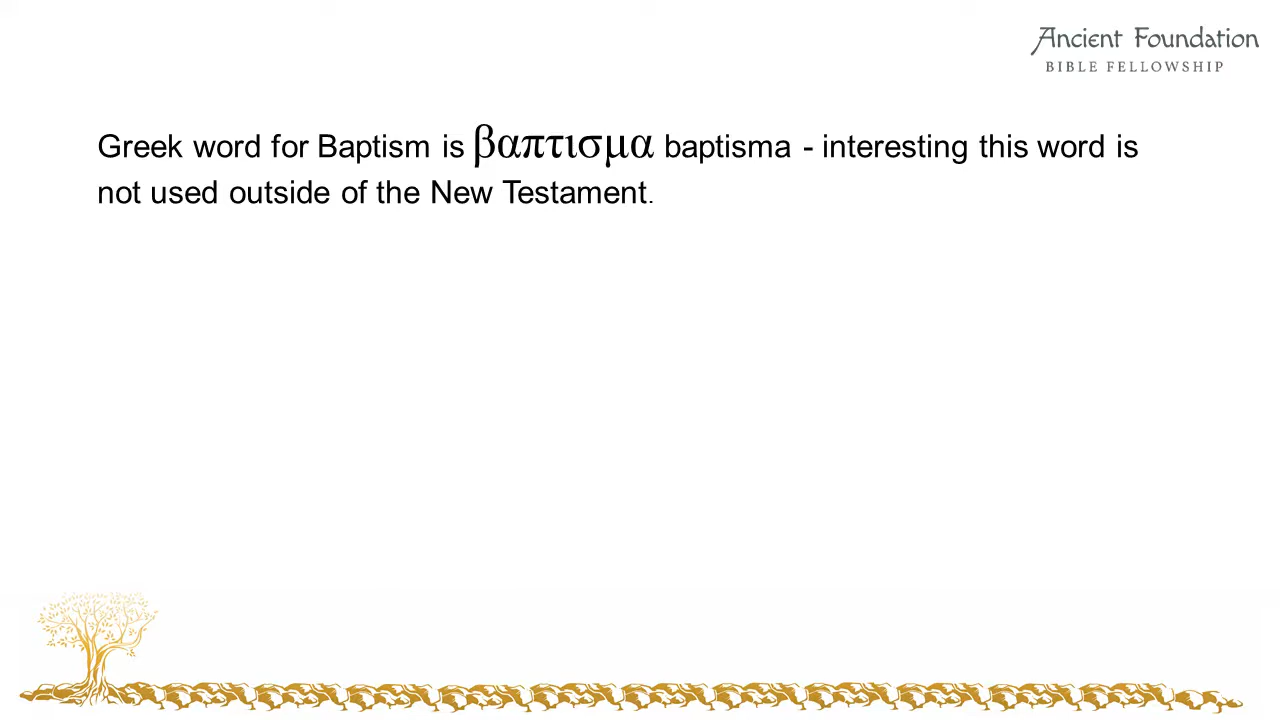 Ancient Foundation
BIBLE FELLOWSHIP
Greek word for Baptism is βαπτισμα baptisma - interesting this word is
not used outside of the New Testament.